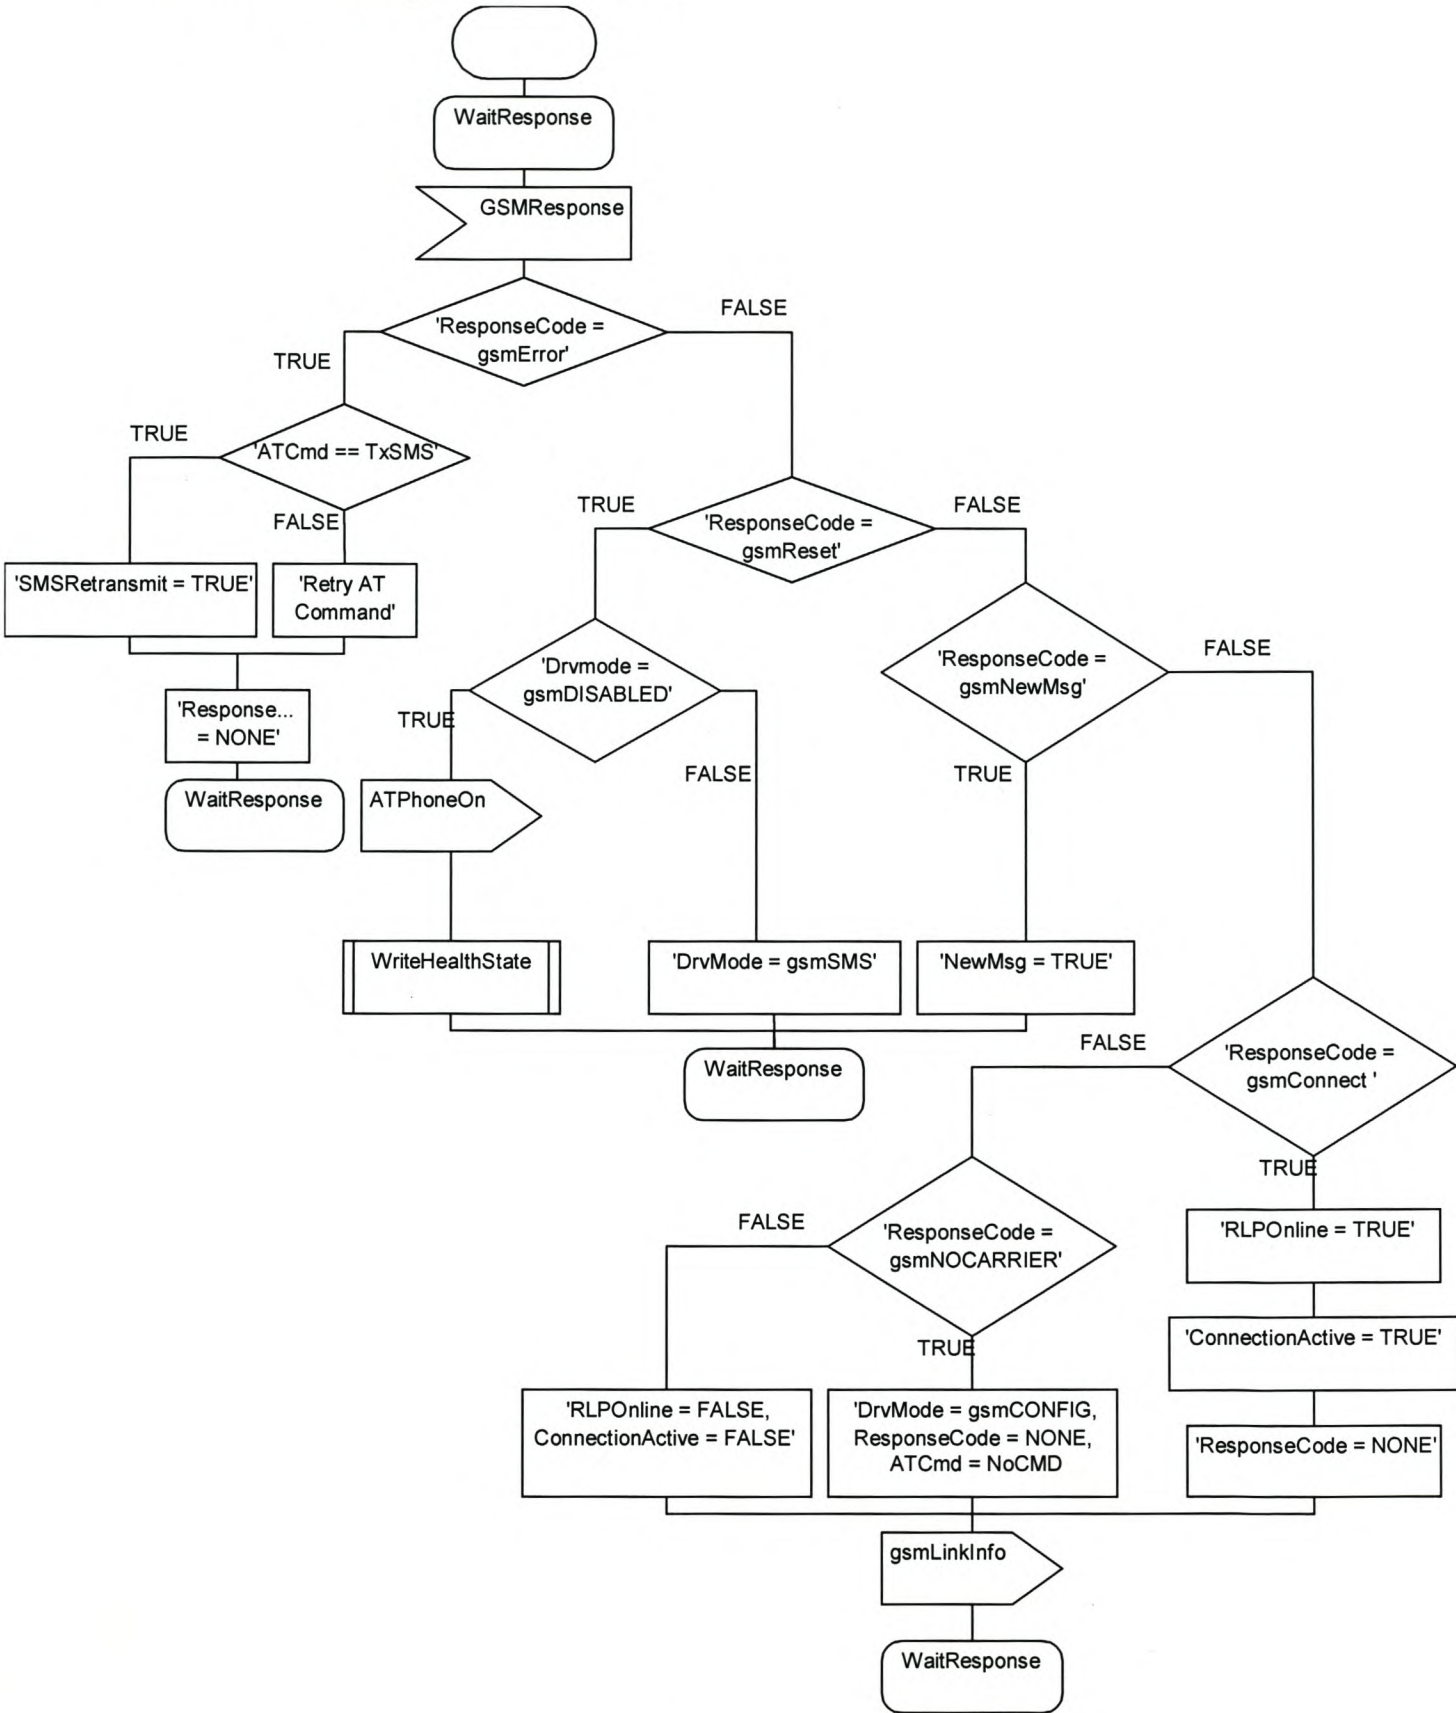 WaitResponse
GSMResponse
'ResponseCode =
gsmError'
TRUE
FALSE
'ATCmd == TxSMS'
TRUE
FALSE
'SMSRetransmit = TRUE'
'Retry AT
Command'
'Response...
= NONE'
WaitResponse
'ResponseCode =
gsmReset'
TRUE
FALSE
'Drvmode =
gsmDISABLED'
TRUE
FALSE
ATPhoneOn
WriteHealthState
'DrvMode = gsmSMS'
'ResponseCode =
gsmNewMsg'
TRUE
FALSE
'NewMsg = TRUE'
WaitResponse
'ResponseCode =
gsmConnect '
FALSE
TRUE
'RLPOnline = TRUE'
'ConnectionActive = TRUE'
'ResponseCode = NONE'
'ResponseCode =
gsmNOCARRIER'
FALSE
TRUE
'RLPOnline = FALSE,
ConnectionActive = FALSE'
'DrvMode = gsmCONFIG,
ResponseCode = NONE,
ATCmd = NoCMD
gsmLinkInfo
WaitResponse